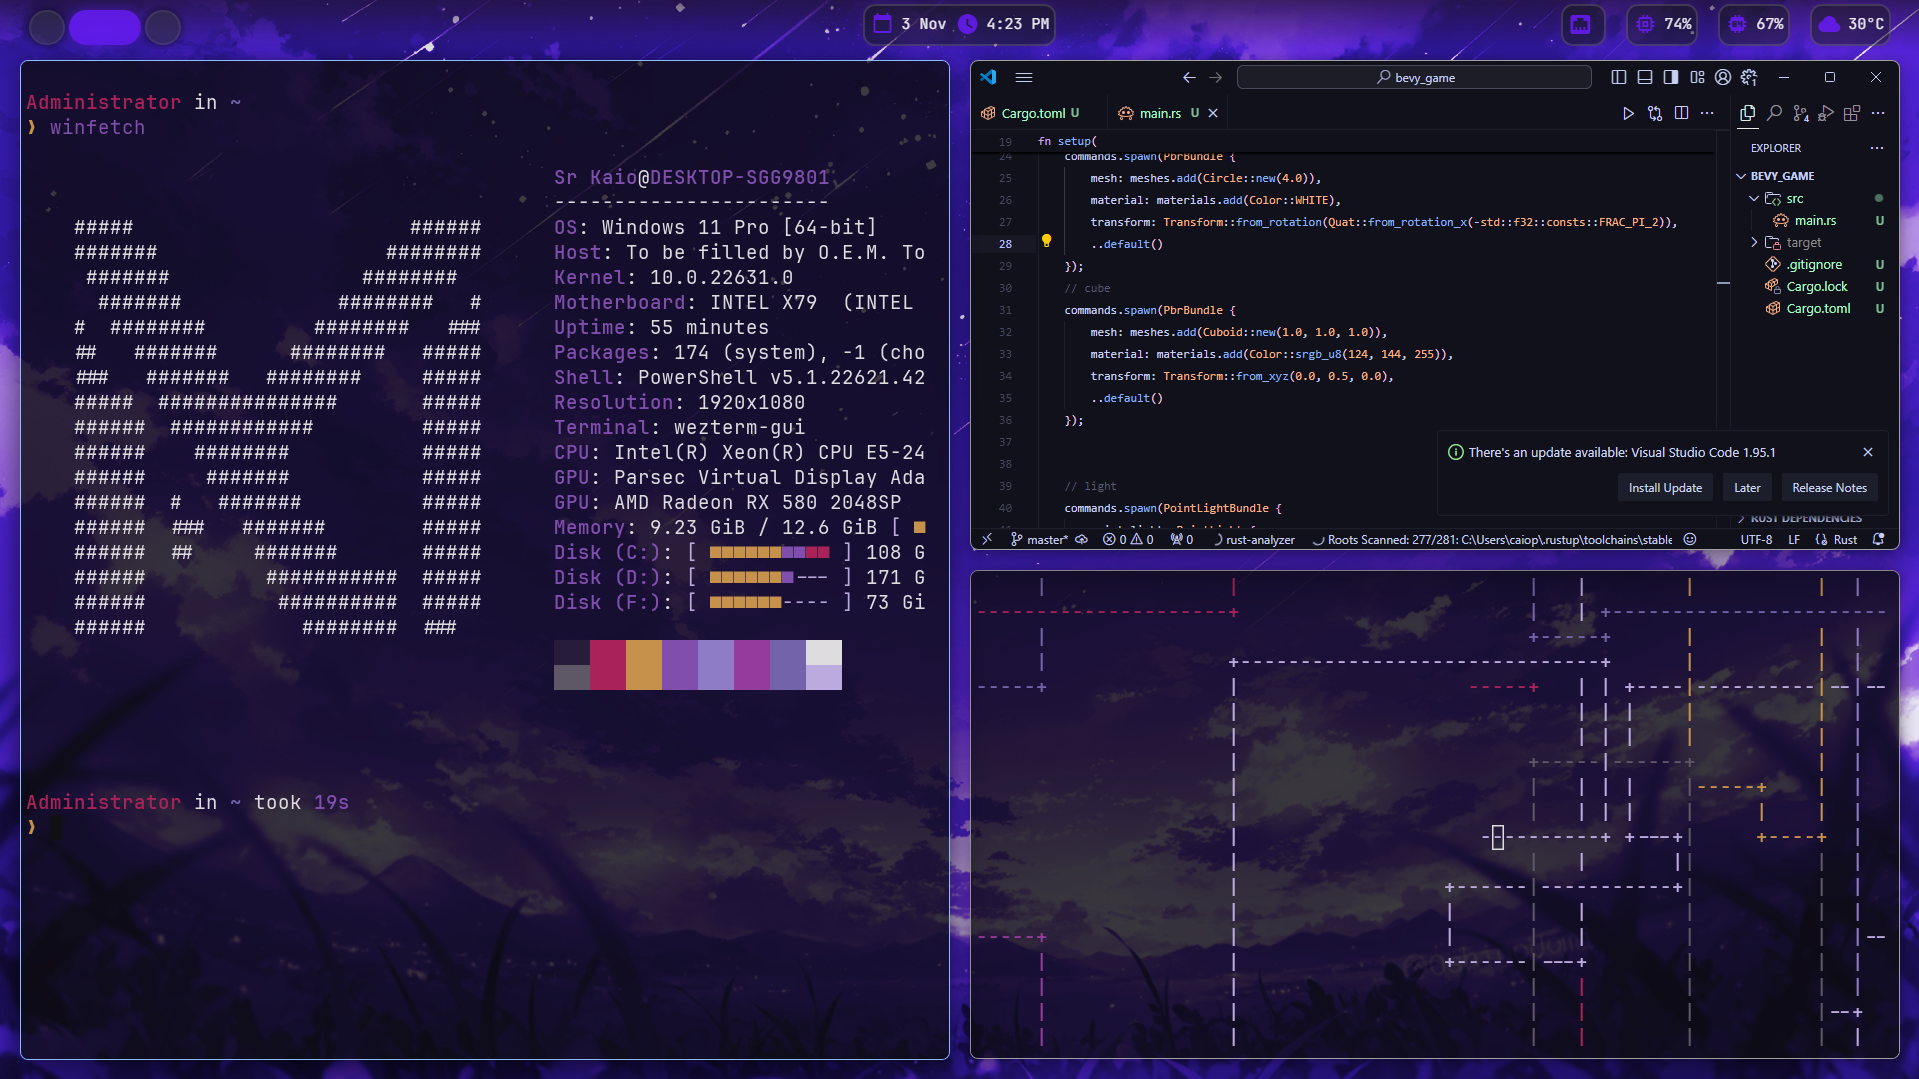 3 Nov 4:23 PM
74% 67% 30°C
Administrator in ~
❯ winfetch
Sr Kaio@DESKTOP-SGG9801
-----------------------
OS: Windows 11 Pro [64-bit]
Host: To be filled by O.E.M. To
Kernel: 10.0.22631.0
Motherboard: INTEL X79  (INTEL
Uptime: 55 minutes
Packages: 174 (system), -1 (cho
Shell: PowerShell v5.1.22621.42
Resolution: 1920x1080
Terminal: wezterm-gui
CPU: Intel(R) Xeon(R) CPU E5-24
GPU: Parsec Virtual Display Ada
GPU: AMD Radeon RX 580 2048SP
Memory: 9.23 GiB / 12.6 GiB [
Disk (C:): [ ] 108 G
Disk (D:): [ --- ] 171 G
Disk (F:): [ ---- ] 73 Gi
Administrator in ~ took 19s
❯
bevy_game
Cargo.toml U
main.rs U
19 fn setup(
24 commands.spawn(PbrBundle {
25 mesh: meshes.add(Circle::new(4.0)),
26 material: materials.add(Color::WHITE),
27 transform: Transform::from_rotation(Quat::from_rotation_x(-std::f32::consts::FRAC_PI_2)),
28 ..default()
29 });
30 // cube
31 commands.spawn(PbrBundle {
32 mesh: meshes.add(Cuboid::new(1.0, 1.0, 1.0)),
33 material: materials.add(Color::srgb_u8(124, 144, 255)),
34 transform: Transform::from_xyz(0.0, 0.5, 0.0),
35 ..default()
36 });
37
38
39 // light
40 commands.spawn(PointLightBundle {
4
1
EXPLORER
BEVY_GAME
src
main.rs U
target
.gitignore U
Cargo.lock U
Cargo.toml U
There's an update available: Visual Studio Code 1.95.1
Install Update
Later
Release Notes
RUST DEPENDENCIES
master* 0 0 0 rust-analyzer Roots Scanned: 277/281: C:\Users\caiop\.rustup\toolchains\stable UTF-8 LF {} Rust